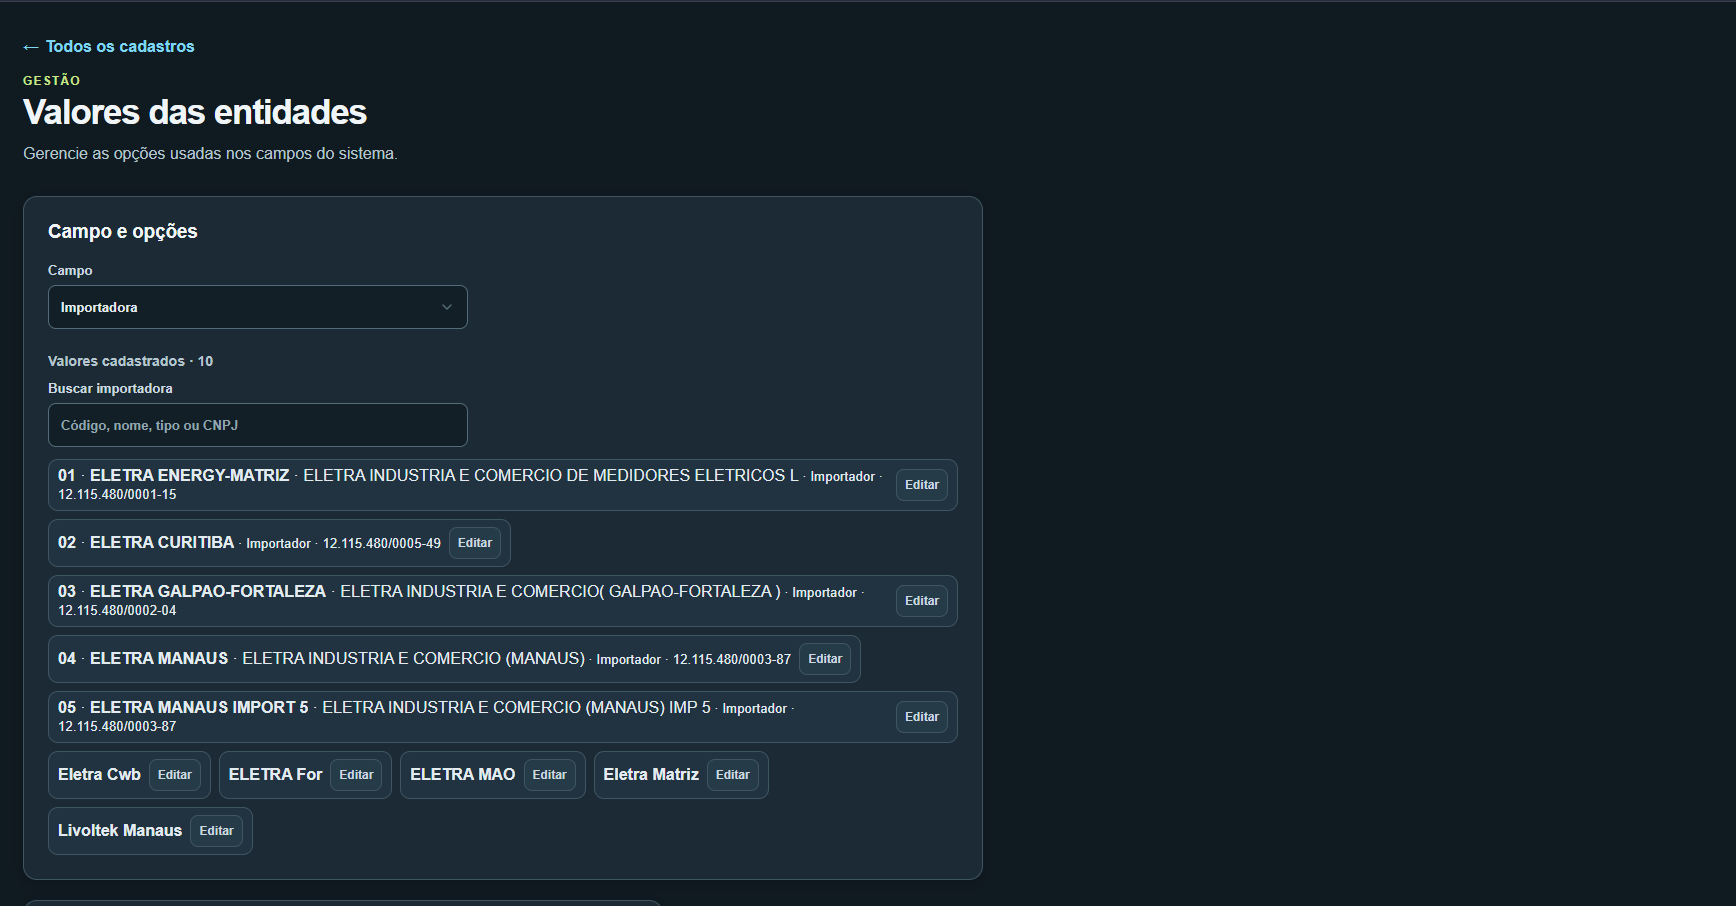 ← Todos os cadastros
GESTÃO
Valores das entidades
Gerencie as opções usadas nos campos do sistema.
Campo e opções
Campo
Importadora
Valores cadastrados · 10
Buscar importadora
Código, nome, tipo ou CNPJ
01 · ELETRA ENERGY-MATRIZ · ELETRA INDUSTRIA E COMERCIO DE MEDIDORES ELETRICOS L · Importador ·
12.115.480/0001-15
Editar
02 · ELETRA CURITIBA · Importador · 12.115.480/0005-49 Editar
03 · ELETRA GALPAO-FORTALEZA · ELETRA INDUSTRIA E COMERCIO( GALPAO-FORTALEZA ) · Importador ·
12.115.480/0002-04
Editar
04 · ELETRA MANAUS · ELETRA INDUSTRIA E COMERCIO (MANAUS) · Importador · 12.115.480/0003-87 Editar
05 · ELETRA MANAUS IMPORT 5 · ELETRA INDUSTRIA E COMERCIO (MANAUS) IMP 5 · Importador ·
12.115.480/0003-87
Editar
Eletra Cwb Editar ELETRA For Editar ELETRA MAO Editar Eletra Matriz Editar
Livoltek Manaus Editar